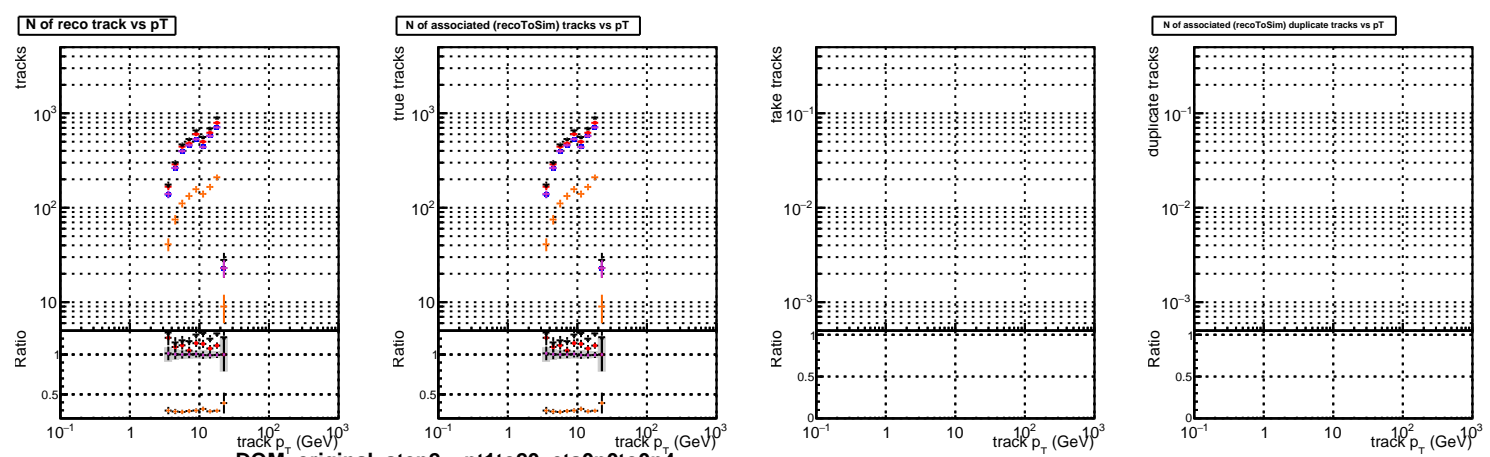 N of reco track vs pT
tracks
10³
10²
10
Ratio
1
0.5
10⁻¹ 1 10 10² 10³
track p_T (GeV)
N of associated (recoToSim) tracks vs pT
true tracks
10³
10²
10
Ratio
1
0.5
10⁻¹ 1 10 10² 10³
track p_T (GeV)
fake tracks
10⁻¹
10⁻²
10⁻³
Ratio
1
0.5
0
10⁻¹ 1 10 10² 10³
track p_T (GeV)
N of associated (recoToSim) duplicate tracks vs pT
duplicate tracks
10⁻¹
10⁻²
10⁻³
Ratio
1
0.5
0
10⁻¹ 1 10 10² 10³
track p_T (GeV)